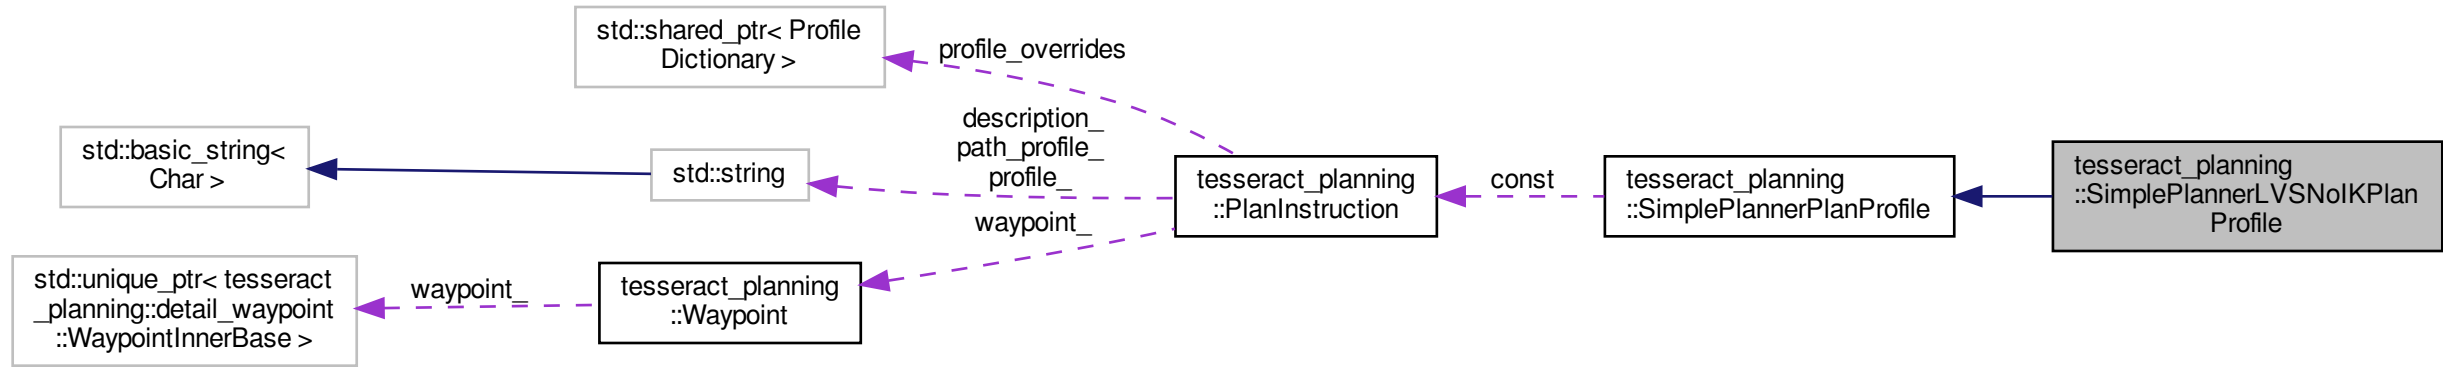 std::shared_ptr< Profile
Dictionary >
profile_overrides
std::basic_string<
Char >
std::string
description_
path_profile_
profile_
tesseract_planning
::PlanInstruction
const
tesseract_planning
::SimplePlannerPlanProfile
tesseract_planning
::SimplePlannerLVSNoIKPlan
Profile
std::unique_ptr< tesseract
_planning::detail_waypoint
::WaypointInnerBase >
waypoint_
tesseract_planning
::Waypoint
waypoint_